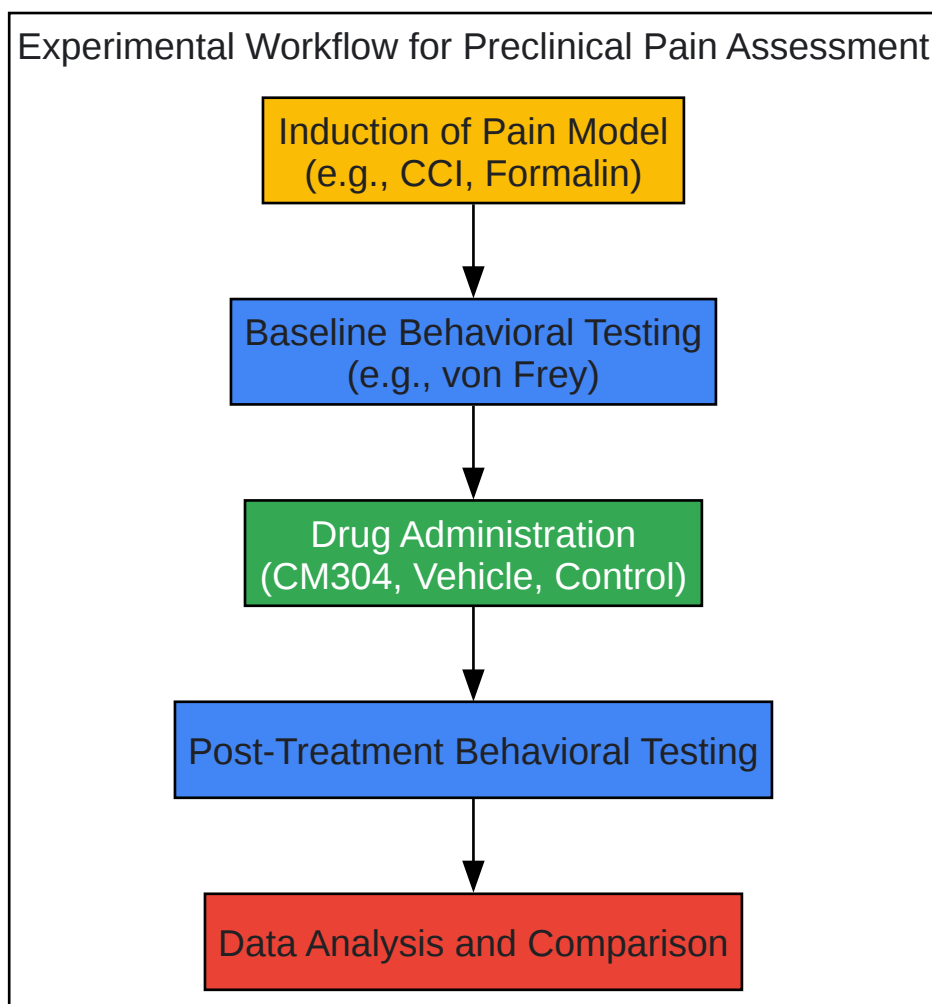 Experimental Workflow for Preclinical Pain Assessment
Induction of Pain Model
(e.g., CCI, Formalin)
Baseline Behavioral Testing
(e.g., von Frey)
Drug Administration
(CM304, Vehicle, Control)
Post-Treatment Behavioral Testing
Data Analysis and Comparison